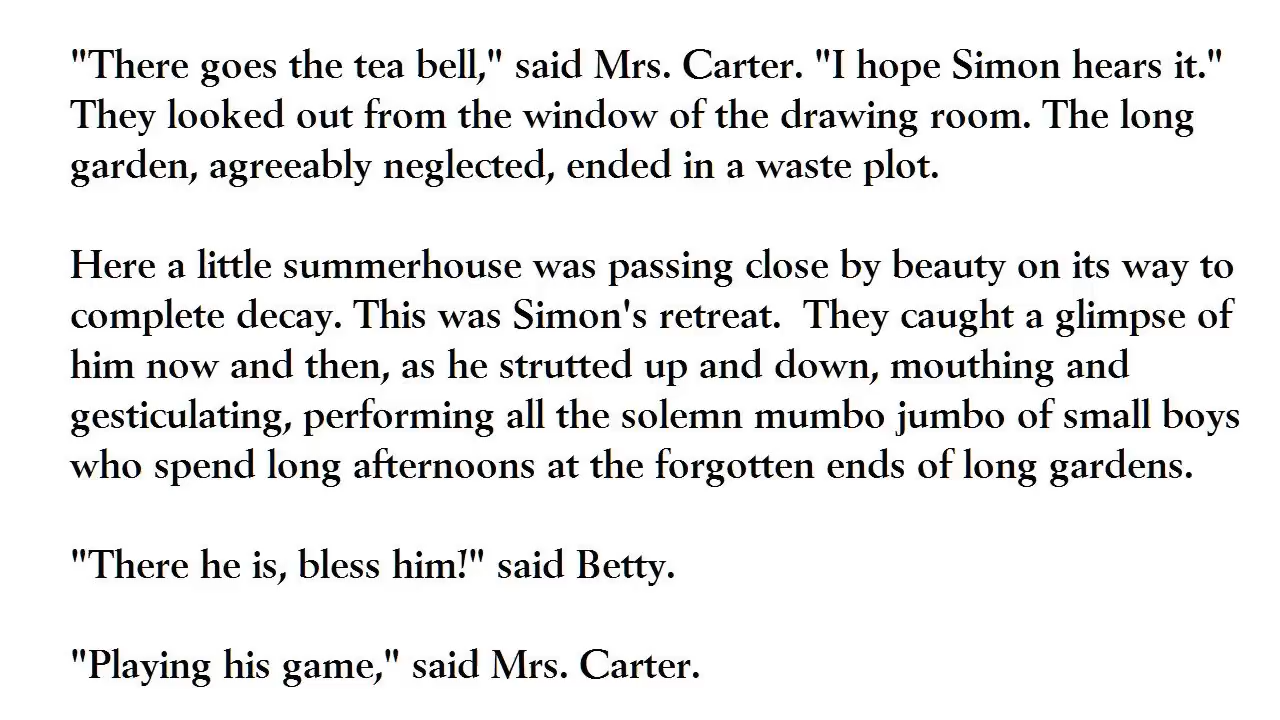 "There goes the tea bell," said Mrs. Carter. "I hope Simon hears it."
They looked out from the window of the drawing room. The long
garden, agreeably neglected, ended in a waste plot.
Here a little summerhouse was passing close by beauty on its way to
complete decay. This was Simon's retreat.  They caught a glimpse of
him now and then, as he strutted up and down, mouthing and
gesticulating, performing all the solemn mumbo jumbo of small boys
who spend long afternoons at the forgotten ends of long gardens.
"There he is, bless him!" said Betty.
"Playing his game," said Mrs. Carter.